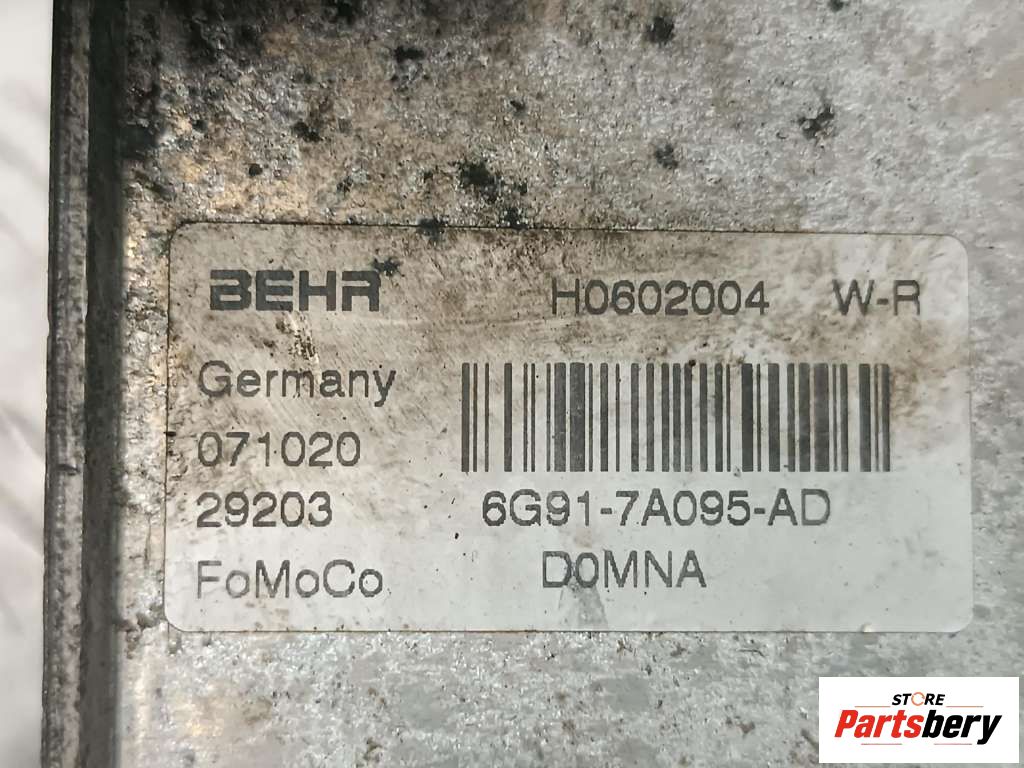 BEHR H0602004 W-R
Germany
071020
29203 6G91-7A095-AD
FoMoCo D0MNA
STORE
Partsbery